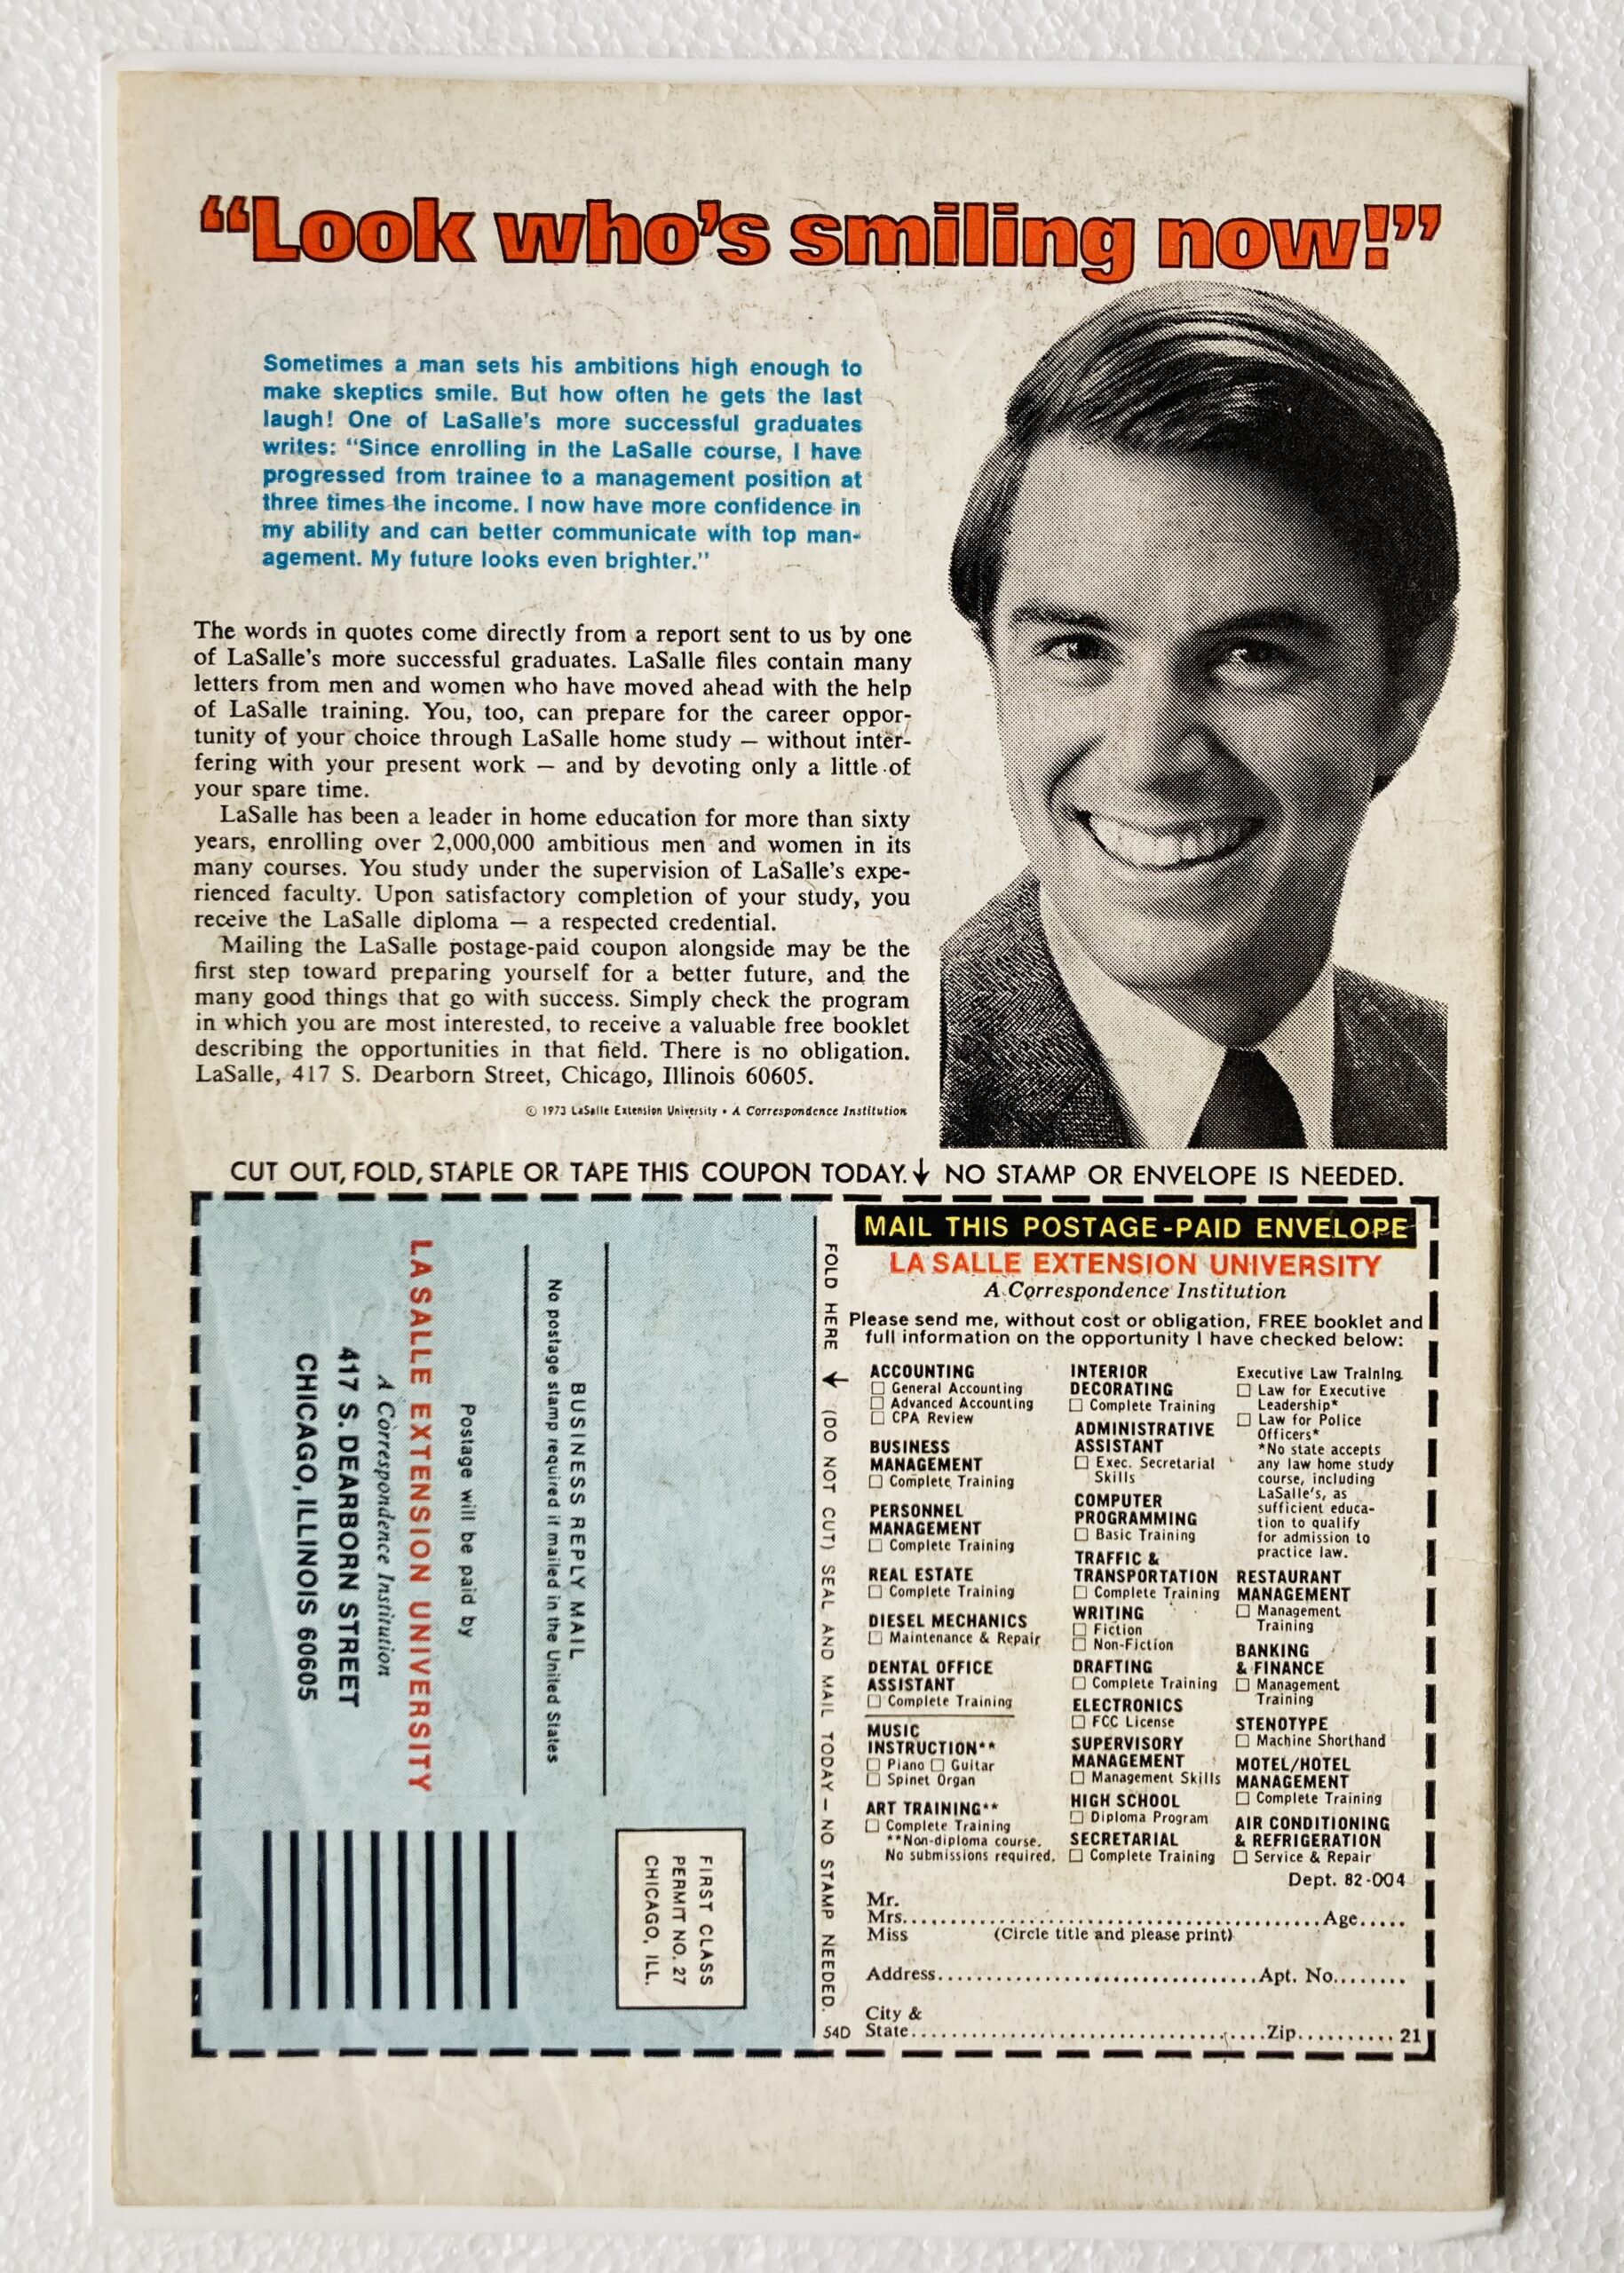 “Look who’s smiling now!”
Sometimes a man sets his ambitions high enough to
make skeptics smile. But how often he gets the last
laugh! One of LaSalle's more successful graduates
writes: “Since enrolling in the LaSalle course, I have
progressed from trainee to a management position at
three times the income. I now have more confidence in
my ability and can better communicate with top man-
agement. My future looks even brighter.”
The words in quotes come directly from a report sent to us by one
of LaSalle's more successful graduates. LaSalle files contain many
letters from men and women who have moved ahead with the help
of LaSalle training. You, too, can prepare for the career oppor-
tunity of your choice through LaSalle home study — without inter-
fering with your present work — and by devoting only a little of
your spare time.
LaSalle has been a leader in home education for more than sixty
years, enrolling over 2,000,000 ambitious men and women in its
many courses. You study under the supervision of LaSalle's expe-
rienced faculty. Upon satisfactory completion of your study, you
receive the LaSalle diploma — a respected credential.
Mailing the LaSalle postage-paid coupon alongside may be the
first step toward preparing yourself for a better future, and the
many good things that go with success. Simply check the program
in which you are most interested, to receive a valuable free booklet
describing the opportunities in that field. There is no obligation.
LaSalle, 417 S. Dearborn Street, Chicago, Illinois 60605.
© 1973 LaSalle Extension University • A Correspondence Institution
CUT OUT, FOLD, STAPLE OR TAPE THIS COUPON TODAY. ↓ NO STAMP OR ENVELOPE IS NEEDED.
FIRST CLASS
PERMIT NO. 27
CHICAGO, ILL.
BUSINESS REPLY MAIL
No postage stamp required if mailed in the United States
Postage will be paid by
LA SALLE EXTENSION UNIVERSITY
A Correspondence Institution
417 S. DEARBORN STREET
CHICAGO, ILLINOIS 60605
FOLD HERE ↓ (DO NOT CUT) SEAL AND MAIL TODAY — NO STAMP NEEDED.
54D
MAIL THIS POSTAGE-PAID ENVELOPE
LA SALLE EXTENSION UNIVERSITY
A Correspondence Institution
Please send me, without cost or obligation, FREE booklet and
full information on the opportunity I have checked below:
ACCOUNTING
☐ General Accounting
☐ Advanced Accounting
☐ CPA Review
BUSINESS
MANAGEMENT
☐ Complete Training
PERSONNEL
MANAGEMENT
☐ Complete Training
REAL ESTATE
☐ Complete Training
DIESEL MECHANICS
☐ Maintenance & Repair
DENTAL OFFICE
ASSISTANT
☐ Complete Training
MUSIC
INSTRUCTION**
☐ Piano ☐ Guitar
☐ Spinet Organ
ART TRAINING**
☐ Complete Training
**Non-diploma course.
No submissions required.
INTERIOR
DECORATING
☐ Complete Training
ADMINISTRATIVE
ASSISTANT
☐ Exec. Secretarial
Skills
COMPUTER
PROGRAMMING
☐ Basic Training
TRAFFIC &
TRANSPORTATION
☐ Complete Training
WRITING
☐ Fiction
☐ Non-Fiction
DRAFTING
☐ Complete Training
ELECTRONICS
☐ FCC License
SUPERVISORY
MANAGEMENT
☐ Management Skills
HIGH SCHOOL
☐ Diploma Program
SECRETARIAL
☐ Complete Training
Executive Law Training
☐ Law for Executive
Leadership*
☐ Law for Police
Officers*
*No state accepts
any law home study
course, including
LaSalle's, as
sufficient educa-
tion to qualify
for admission to
practice law.
RESTAURANT
MANAGEMENT
☐ Management
Training
BANKING
& FINANCE
☐ Management
Training
STENOTYPE
☐ Machine Shorthand
MOTEL/HOTEL
MANAGEMENT
☐ Complete Training
AIR CONDITIONING
& REFRIGERATION
☐ Service & Repair
Dept. 82-004
Mr.
Mrs. Age
Miss (Circle title and please print)
Address Apt. No.
City &
State Zip 21